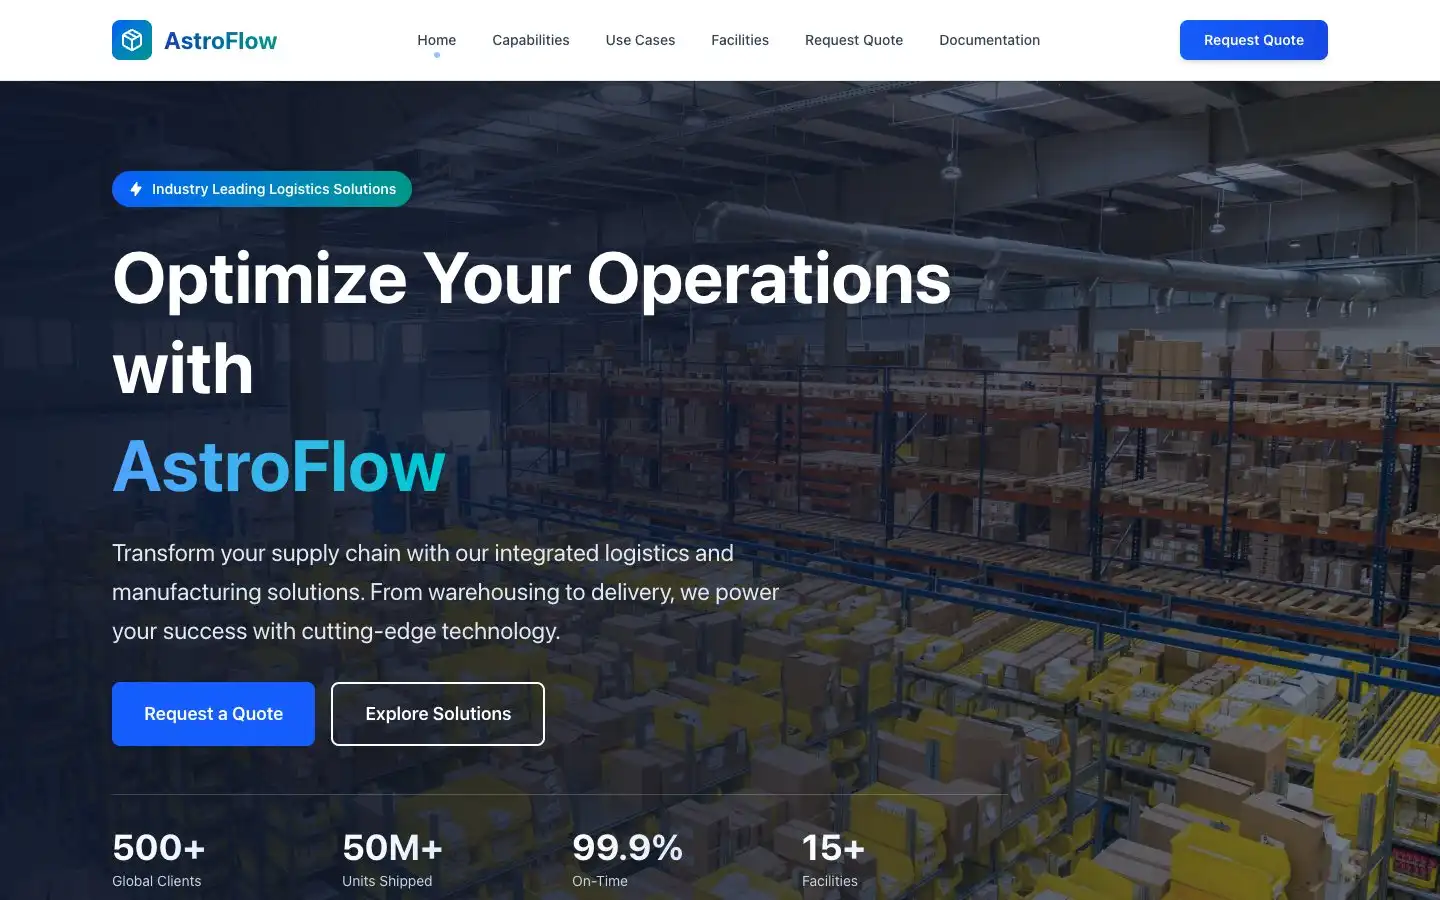 AstroFlow
Home
Capabilities
Use Cases
Facilities
Request Quote
Documentation
Request Quote
Industry Leading Logistics Solutions
Optimize Your Operations
with
AstroFlow
Transform your supply chain with our integrated logistics and
manufacturing solutions. From warehousing to delivery, we power
your success with cutting-edge technology.
Request a Quote
Explore Solutions
500+
Global Clients
50M+
Units Shipped
99.9%
On-Time
15+
Facilities